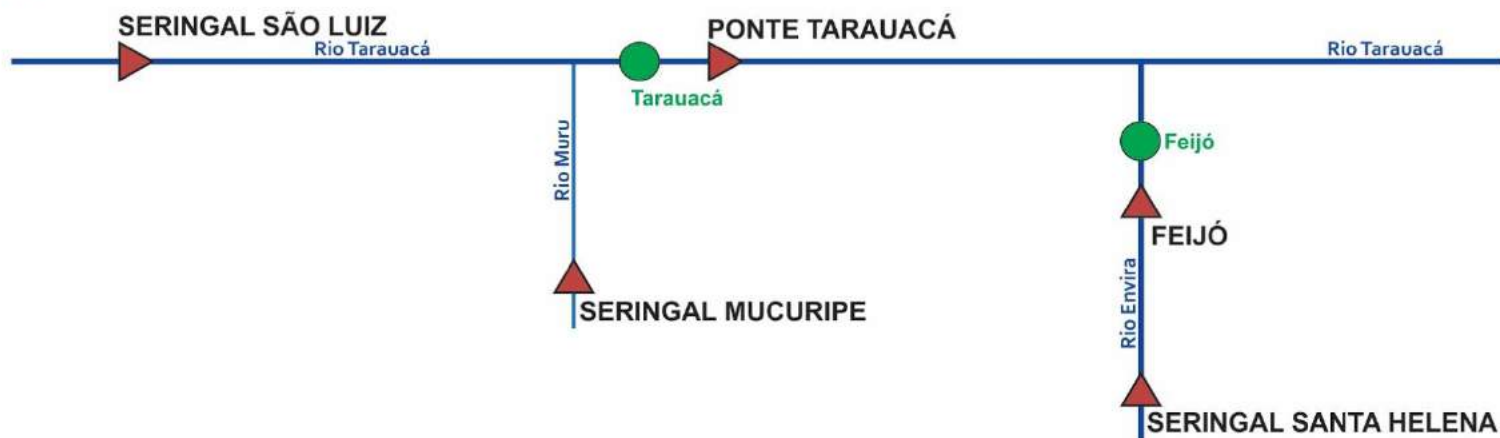 SERINGAL SÃO LUIZ
Rio Tarauacá
PONTE TARAUACÁ
Rio Tarauacá
Tarauacá
Rio Muru
Feijó
FEIJÓ
Rio Envira
SERINGAL MUCURIPE
SERINGAL SANTA HELENA